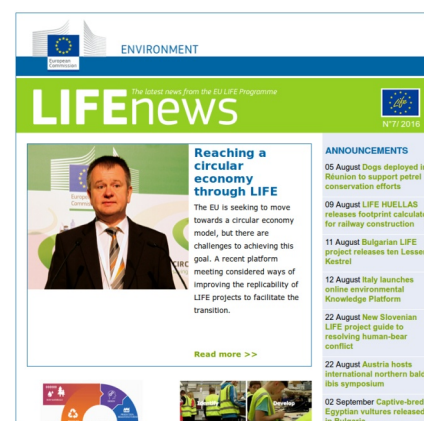 European
Commission
ENVIRONMENT
The latest news from the EU LIFE Programme
LIFEnews
N°7/ 2016
Reaching a
circular
economy
through LIFE
The EU is seeking to move
towards a circular economy
model, but there are
challenges to achieving this
goal. A recent platform
meeting considered ways of
improving the replicability of
LIFE projects to facilitate the
transition.
Read more >>
ANNOUNCEMENTS
05 August Dogs deployed in
Réunion to support petrel
conservation efforts
09 August LIFE HUELLAS
releases footprint
for railway construction
11 August Bulgarian LIFE
project releases ten
Kestrel
12 August Italy launches
online environmental
Knowledge Platform
22 August New Slovenian
LIFE project guide to
resolving human-bear
conflict
22 August Austria hosts
international northern bald
ibis symposium
02 September Captive-bred
Egyptian vultures released
in Bulgaria
Identify
Develop